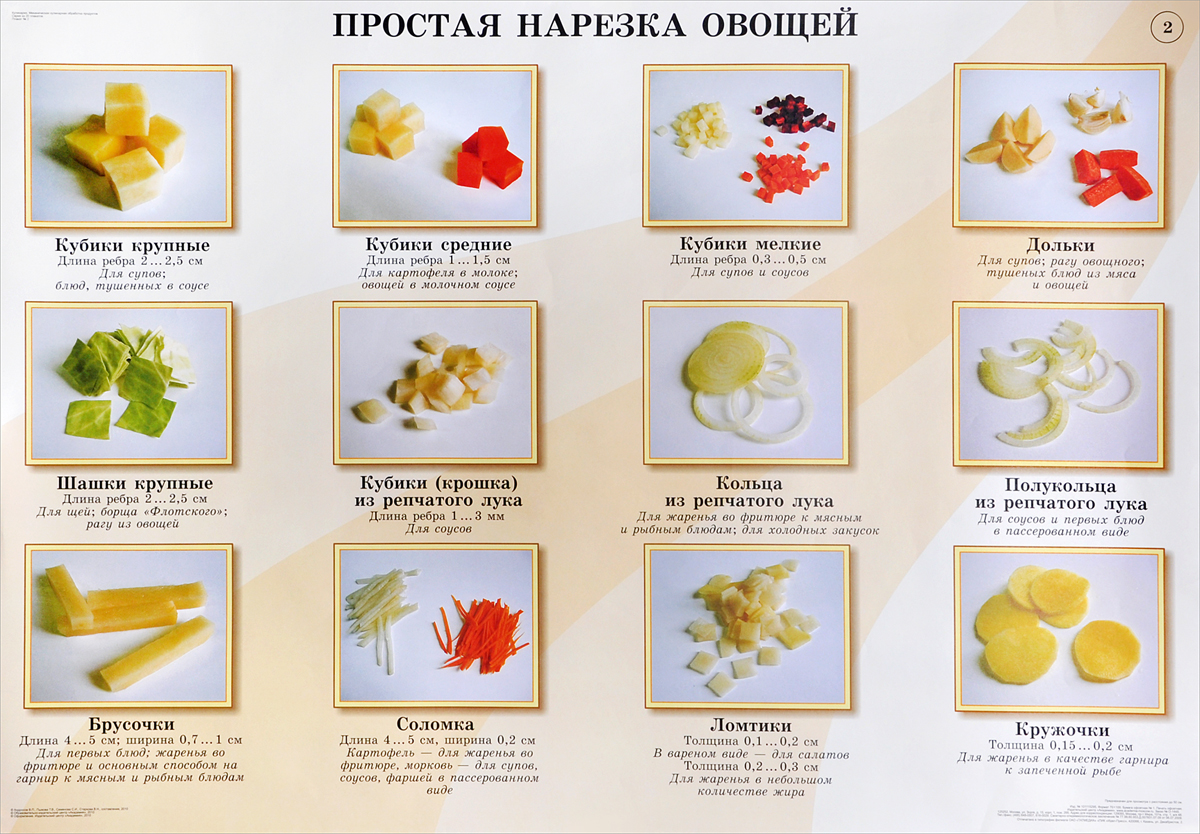 ПРОСТАЯ НАРЕЗКА ОВОЩЕЙ
2
Кубики крупные
Длина ребра 2...2,5 см
Для супов;
блюд, тушенных в соусе
Кубики средние
Длина ребра 1...1,5 см
Для картофеля в молоке;
овощей в молочном соусе
Кубики мелкие
Длина ребра 0,3...0,5 см
Для супов и соусов
Дольки
Для супов; рагу овощного;
тушеных блюд из мяса
и овощей
Шашки крупные
Длина ребра 2...2,5 см
Для щей; борща «Флотского»;
рагу из овощей
Кубики (крошка)
из репчатого лука
Длина ребра 1...3 мм
Для соусов
Кольца
из репчатого лука
Для жаренья во фритюре к мясным
и рыбным блюдам; для холодных закусок
Полукольца
из репчатого лука
Для соусов и первых блюд
в пассерованном виде
Брусочки
Длина 4...5 см; ширина 0,7...1 см
Для первых блюд; жаренья во
фритюре и основным способом на
гарнир к мясным и рыбным блюдам
Соломка
Длина 4...5 см, ширина 0,2 см
Картофель — для жаренья во
фритюре, морковь — для супов,
соусов, фаршей в пассерованном
виде
Ломтики
Толщина 0,1...0,2 см
В вареном виде — для салатов
Толщина 0,2...0,3 см
Для жаренья в небольшом
количестве жира
Кружочки
Толщина 0,15...0,2 см
Для жаренья в качестве гарнира
к запеченной рыбе